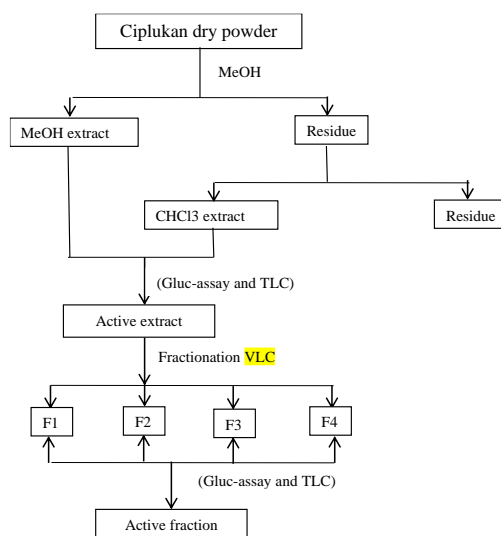 Ciplukan dry powder
MeOH
MeOH extract
Residue
CHCl3 extract
Residue
(Gluc-assay and TLC)
Active extract
Fractionation VLC
F1
F2
F3
F4
(Gluc-assay and TLC)
Active fraction